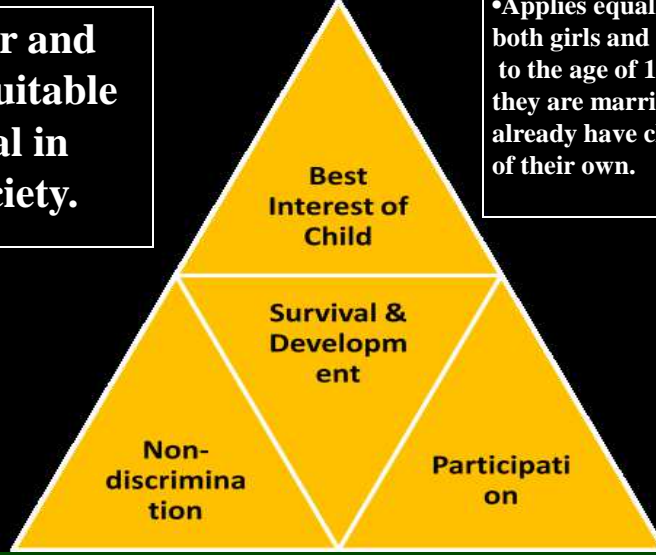 r and
uitable
al in
ciety.
•Applies equal
both girls and
to the age of 1
they are marri
already have c
of their own.
Best
Interest of
Child
Survival &
Developm
ent
Non-
discrimina
tion
Participati
on